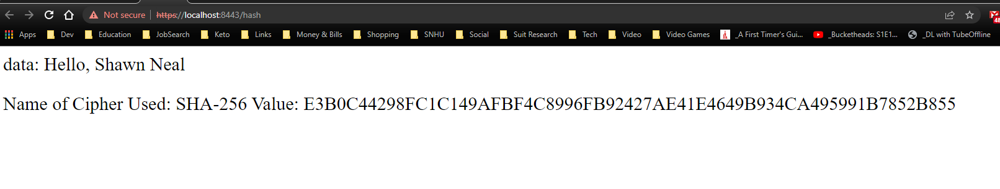 Not secure https://localhost:8443/hash
48
Apps Dev Education JobSearch Keto Links Money & Bills Shopping SNHU Social Suit Research Tech Video Video Games _A First Timer's Gui... _Bucketheads: S1E1... _DL with TubeOffline
data: Hello, Shawn Neal
Name of Cipher Used: SHA-256 Value: E3B0C44298FC1C149AFBF4C8996FB92427AE41E4649B934CA495991B7852B855